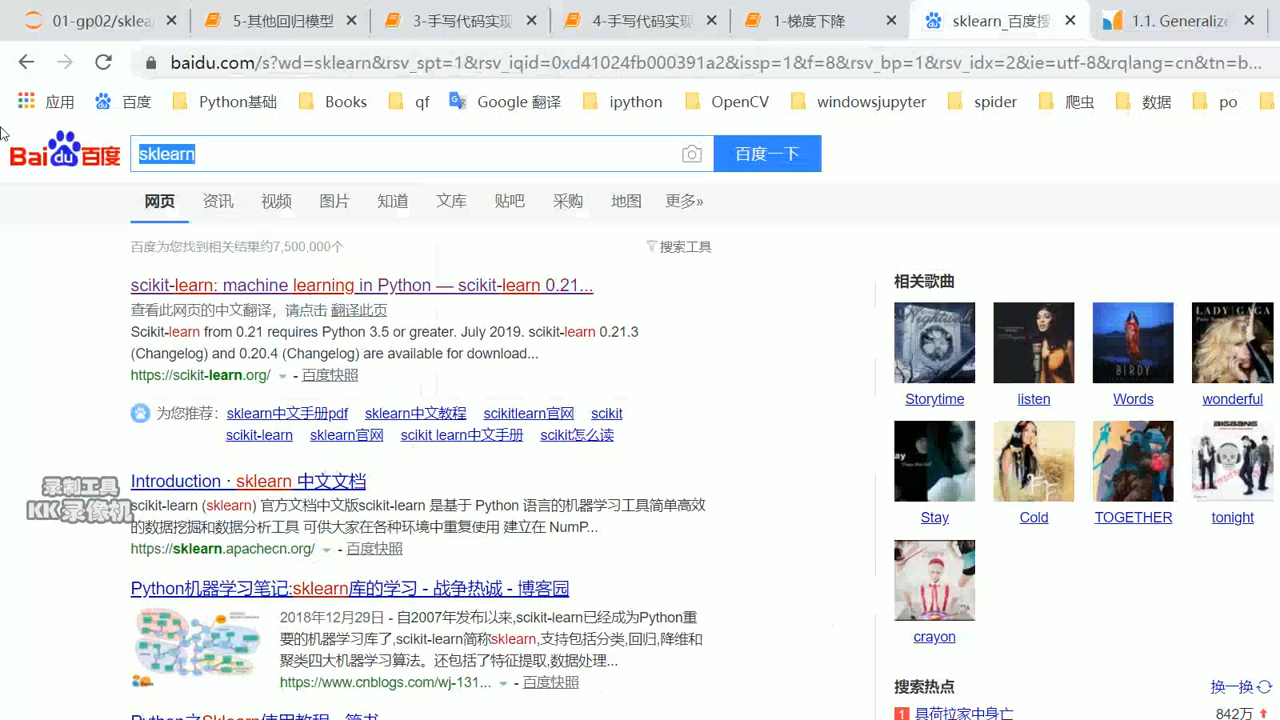 01-gp02/sklea
5-其他回归模型
3-手写代码实现
4-手写代码实现
1-梯度下降
sklearn_百度搜
1.1. Generalize
baidu.com/s?wd=sklearn&rsv_spt=1&rsv_iqid=0xd41024fb000391a2&issp=1&f=8&rsv_bp=1&rsv_idx=2&ie=utf-8&rqlang=cn&tn=b...
应用 百度 Python基础 Books qf Google 翻译 ipython OpenCV windowsjupyter spider 爬虫 数据 po
Bai du 百度
sklearn
百度一下
网页 资讯 视频 图片 知道 文库 贴吧 采购 地图 更多»
百度为您找到相关结果约7,500,000个
搜索工具
scikit-learn: machine learning in Python — scikit-learn 0.21...
查看此网页的中文翻译，请点击 翻译此页
Scikit-learn from 0.21 requires Python 3.5 or greater. July 2019. scikit-learn 0.21.3
(Changelog) and 0.20.4 (Changelog) are available for download...
https://scikit-learn.org/ - 百度快照
为您推荐: sklearn中文手册pdf sklearn中文教程 scikitlearn官网 scikit
scikit-learn sklearn官网 scikit learn中文手册 scikit怎么读
Introduction · sklearn 中文文档
scikit-learn (sklearn) 官方文档中文版scikit-learn 是基于 Python 语言的机器学习工具简单高效
的数据挖掘和数据分析工具 可供大家在各种环境中重复使用 建立在 NumP...
https://sklearn.apachecn.org/ - 百度快照
录制工具
KK录像机
Python机器学习笔记:sklearn库的学习 - 战争热诚 - 博客园
2018年12月29日 - 自2007年发布以来,scikit-learn已经成为Python重
要的机器学习库了,scikit-learn简称sklearn,支持包括分类,回归,降维和
聚类四大机器学习算法。还包括了特征提取,数据处理...
https://www.cnblogs.com/wj-131... - 百度快照
Python之Sklearn使用教程 - 简书
相关歌曲
Nightwish
BIRDY
LADY GAGA
Storytime listen Words wonderful
BIGBANG
Stay Cold TOGETHER tonight
crayon
搜索热点
换一换
1 具荷拉家中身亡 842万